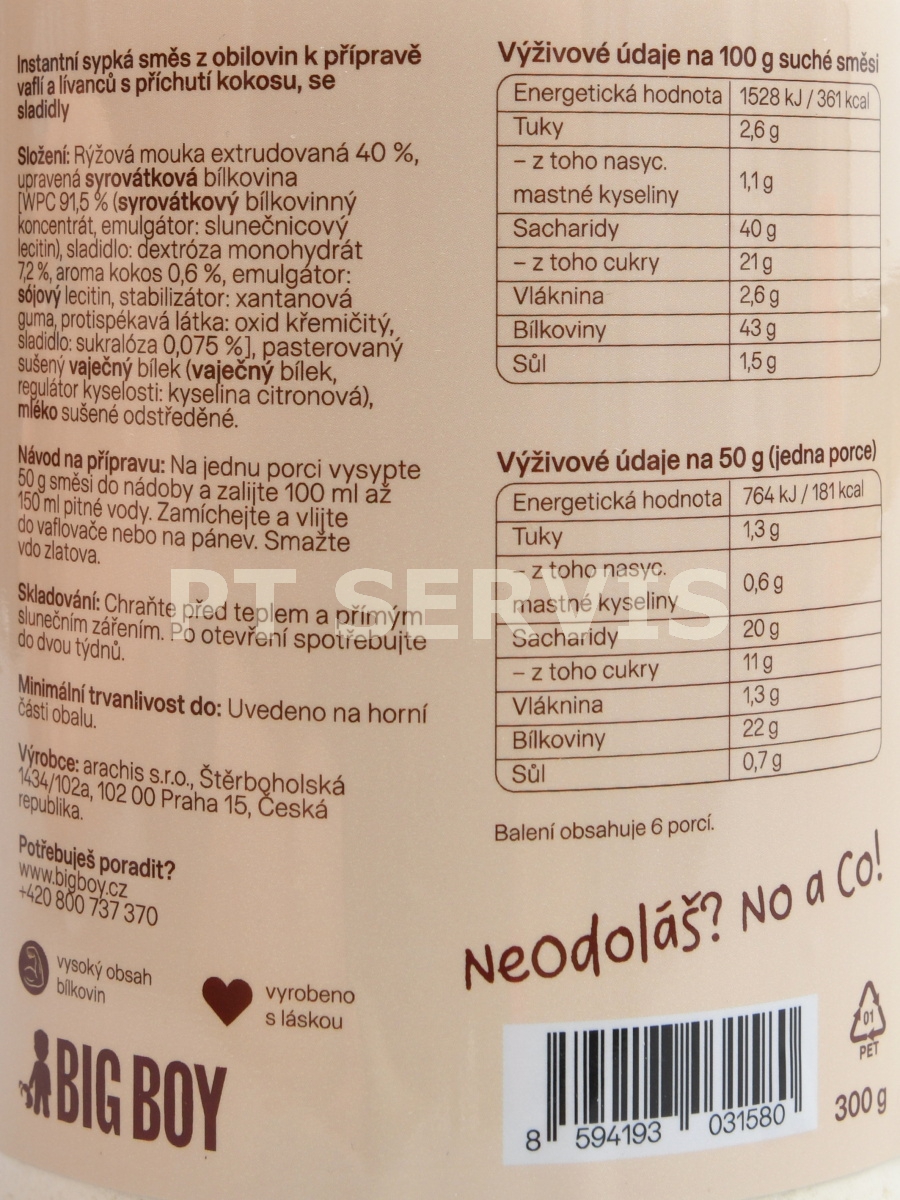 Instantní sypká směs z obilovin k přípravě
vaflí a lívanců s příchutí kokosu, se
sladidly
Složení: Rýžová mouka extrudovaná 40 %,
upravená syrovátková bílkovina
[WPC 91,5 % (syrovátkový bílkovinný
koncentrát, emulgátor: slunečnicový
lecitin), sladidlo: dextróza monohydrát
7,2 %, aroma kokos 0,6 %, emulgátor:
sójový lecitin, stabilizátor: xantanová
guma, protispékavá látka: oxid křemičitý,
sladidlo: sukralóza 0,075 %], pasterovaný
sušený vaječný bílek (vaječný bílek,
regulátor kyselosti: kyselina citronová),
mléko sušené odstředěné.
Návod na přípravu: Na jednu porci vysypte
50 g směsi do nádoby a zalijte 100 ml až
150 ml pitné vody. Zamíchejte a vlijte
do vaflovače nebo na pánev. Smažte
vdo zlatova.
Skladování: Chraňte před teplem a přímým
slunečním zářením. Po otevření spotřebujte
do dvou týdnů.
Minimální trvanlivost do: Uvedeno na horní
části obalu.
Výrobce: arachis s.r.o., Štěrboholská
1434/102a, 102 00 Praha 15, Česká
republika.
Potřebuješ poradit?
www.bigboy.cz
+420 800 737 370
vysoký obsah
bílkovin
vyrobeno
s láskou
BIG BOY
Výživové údaje na 100 g suché směsi
Energetická hodnota 1528 kJ / 361 kcal
Tuky 2,6 g
– z toho nasyc.
mastné kyseliny 1,1 g
Sacharidy 40 g
– z toho cukry 21 g
Vláknina 2,6 g
Bílkoviny 43 g
Sůl 1,5 g
Výživové údaje na 50 g (jedna porce)
Energetická hodnota 764 kJ / 181 kcal
Tuky 1,3 g
– z toho nasyc.
mastné kyseliny 0,6 g
Sacharidy 20 g
– z toho cukry 11 g
Vláknina 1,3 g
Bílkoviny 22 g
Sůl 0,7 g
Balení obsahuje 6 porcí.
Neodoláš? No a Co!
8 594193 031580
01
PET
300 g
PT SERVIS